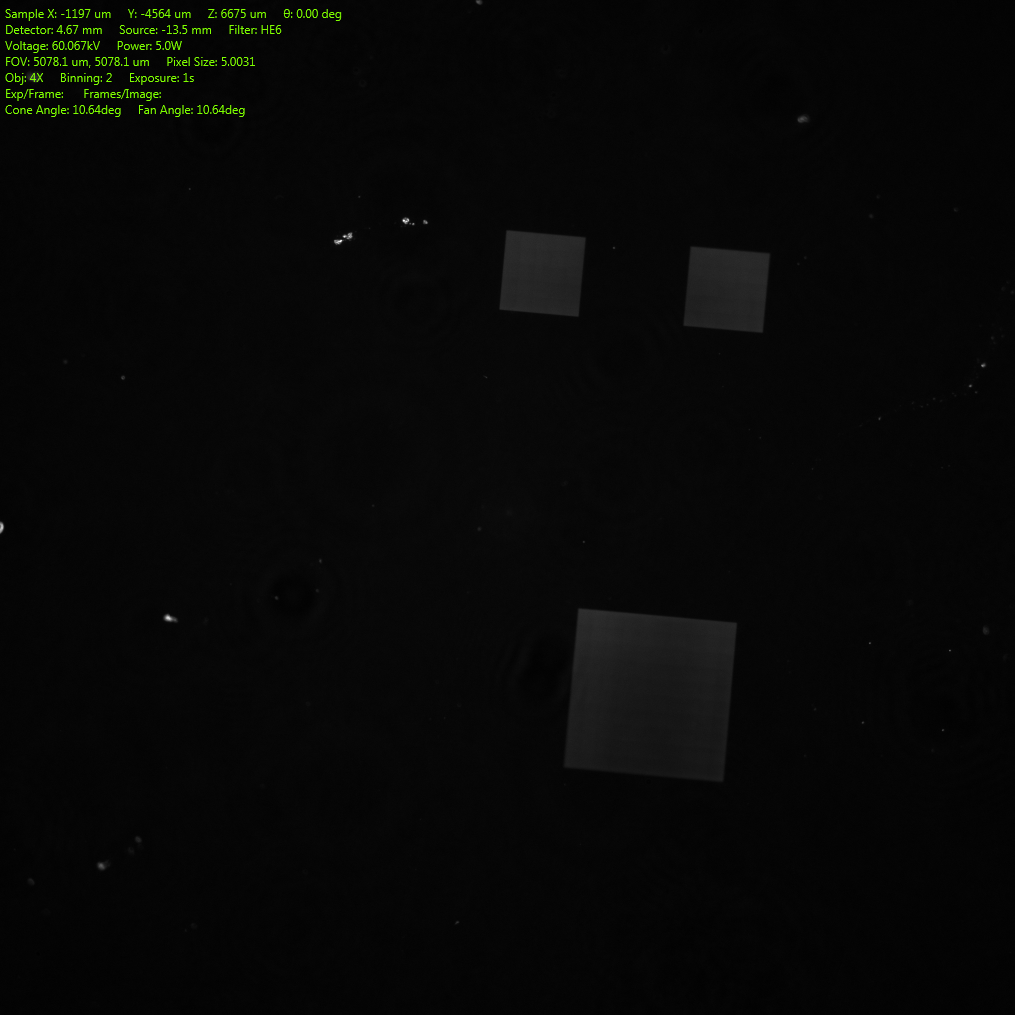 Sample X: -1197 um Y: -4564 um Z: 6675 um θ: 0.00 deg
Detector: 4.67 mm Source: -13.5 mm Filter: HE6
Voltage: 60.067kV Power: 5.0W
FOV: 5078.1 um, 5078.1 um Pixel Size: 5.0031
Obj: 4X Binning: 2 Exposure: 1s
Exp/Frame: Frames/Image:
Cone Angle: 10.64deg Fan Angle: 10.64deg